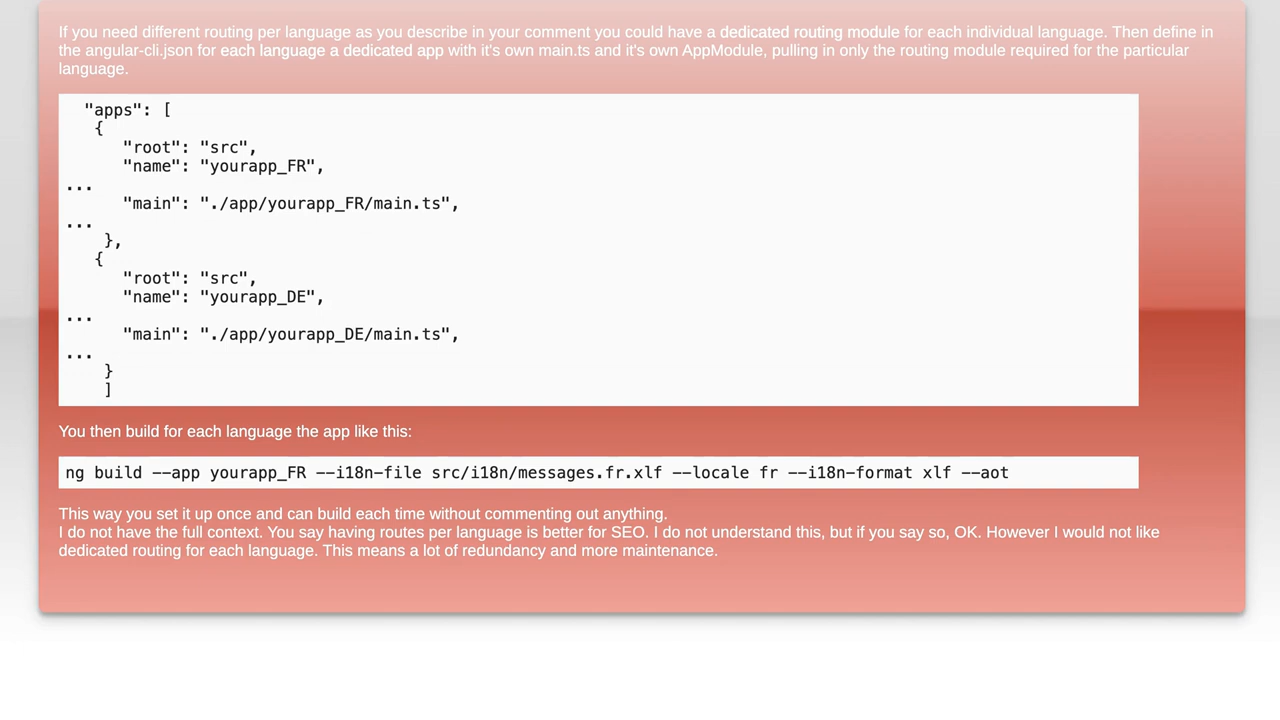 If you need different routing per language as you describe in your comment you could have a dedicated routing module for each individual language. Then define in
the angular-cli.json for each language a dedicated app with it's own main.ts and it's own AppModule, pulling in only the routing module required for the particular
language.
"apps": [
{
"root": "src",
"name": "yourapp_FR",
...
"main": "./app/yourapp_FR/main.ts",
...
},
{
"root": "src",
"name": "yourapp_DE",
...
"main": "./app/yourapp_DE/main.ts",
...
}
]
You then build for each language the app like this:
ng build --app yourapp_FR --i18n-file src/i18n/messages.fr.xlf --locale fr --i18n-format xlf --aot
This way you set it up once and can build each time without commenting out anything.
I do not have the full context. You say having routes per language is better for SEO. I do not understand this, but if you say so, OK. However I would not like
dedicated routing for each language. This means a lot of redundancy and more maintenance.